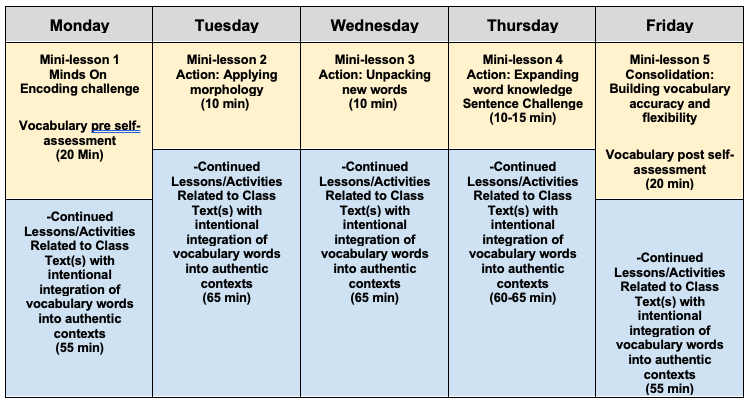 Monday
Tuesday
Wednesday
Thursday
Friday
Mini-lesson 1
Minds On
Encoding challenge
Vocabulary pre self-
assessment
(20 Min)
Mini-lesson 2
Action: Applying
morphology
(10 min)
Mini-lesson 3
Action: Unpacking
new words
(10 min)
Mini-lesson 4
Action: Expanding
word knowledge
Sentence Challenge
(10-15 min)
Mini-lesson 5
Consolidation:
Building vocabulary
accuracy and
flexibility
Vocabulary post self-
assessment
(20 min)
-Continued
Lessons/Activities
Related to Class
Text(s) with
intentional
integration of
vocabulary words
into authentic
contexts
(55 min)
-Continued
Lessons/Activities
Related to Class
Text(s) with
intentional
integration of
vocabulary words
into authentic
contexts
(65 min)
-Continued
Lessons/Activities
Related to Class
Text(s) with
intentional
integration of
vocabulary words
into authentic
contexts
(65 min)
-Continued
Lessons/Activities
Related to Class
Text(s) with
intentional
integration of
vocabulary words
into authentic
contexts
(60-65 min)
-Continued
Lessons/Activities
Related to Class
Text(s) with
intentional
integration of
vocabulary words
into authentic
contexts
(55 min)